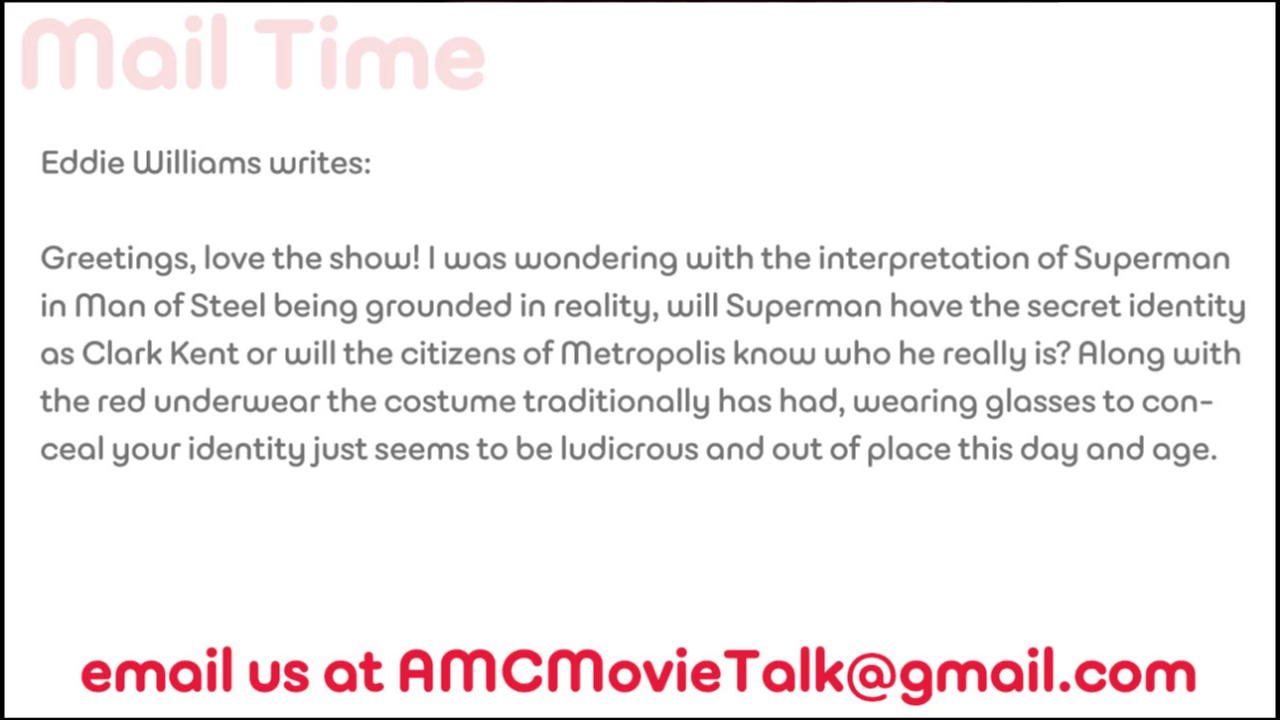 Mail Time
Eddie Williams writes:
Greetings, love the show! I was wondering with the interpretation of Superman
in Man of Steel being grounded in reality, will Superman have the secret identity
as Clark Kent or will the citizens of Metropolis know who he really is? Along with
the red underwear the costume traditionally has had, wearing glasses to con-
ceal your identity just seems to be ludicrous and out of place this day and age.
email us at AMCMovieTalk@gmail.com